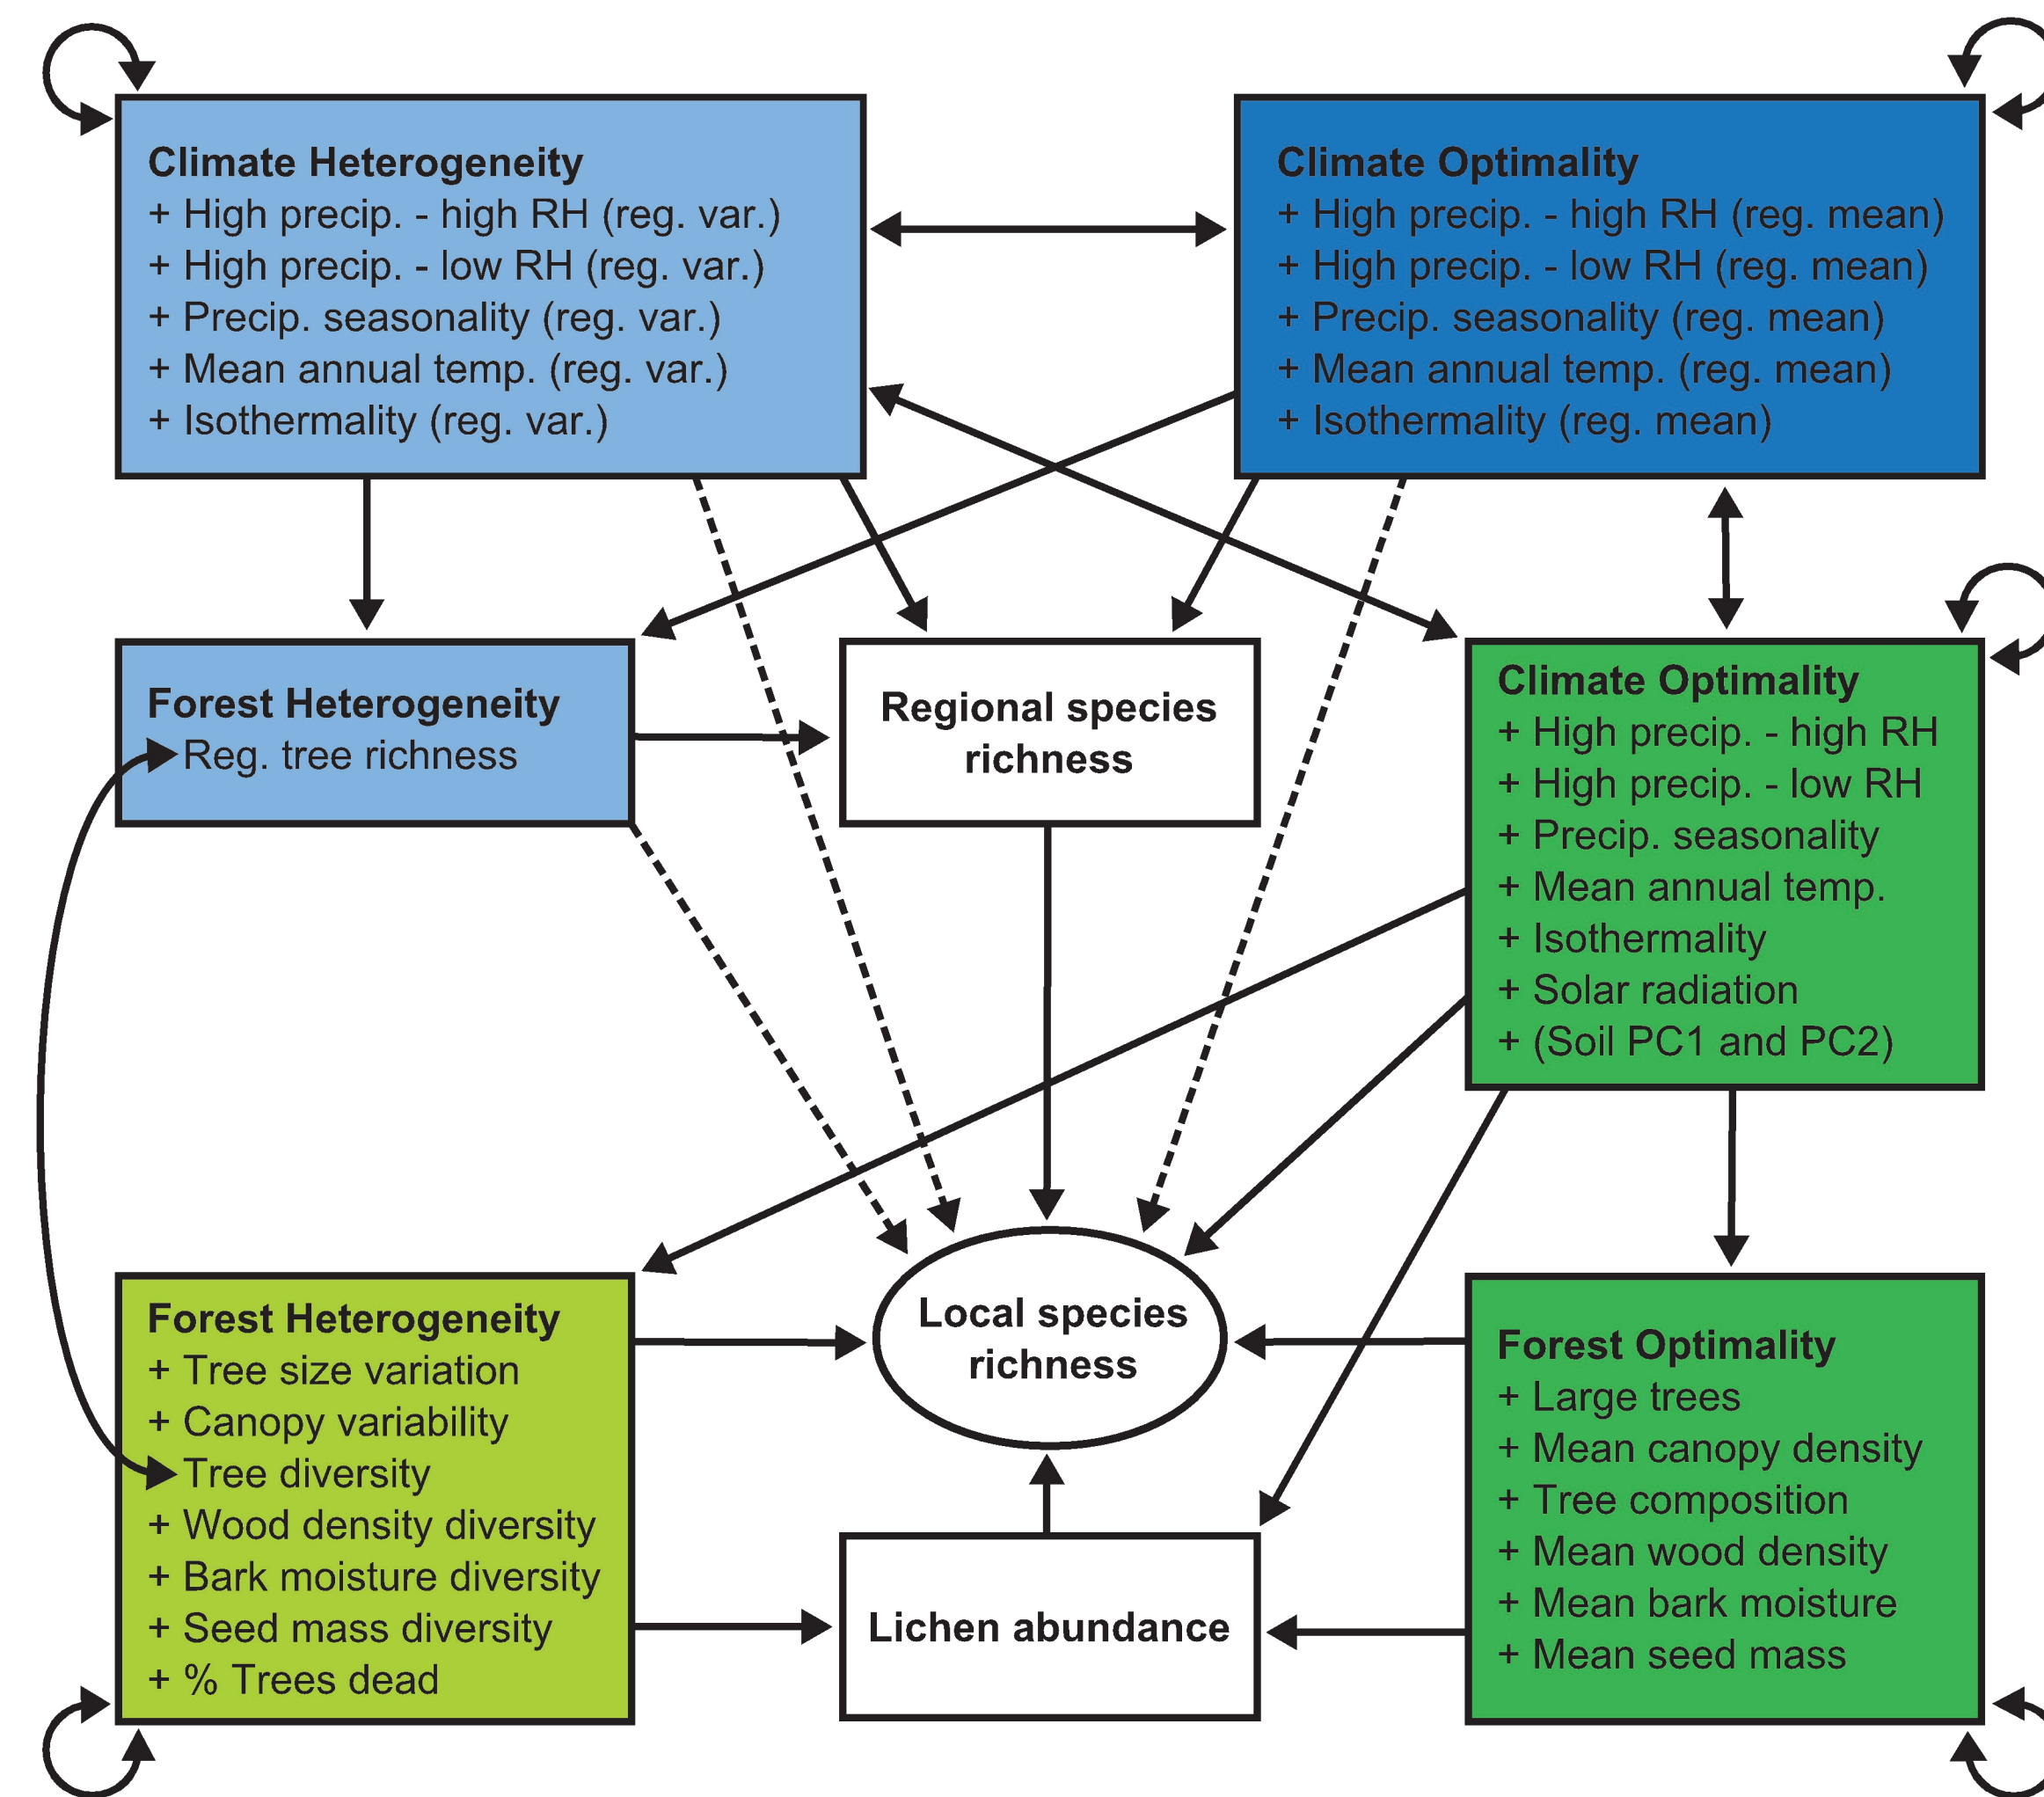 Climate Heterogeneity
+ High precip. - high RH (reg. var.)
+ High precip. - low RH (reg. var.)
+ Precip. seasonality (reg. var.)
+ Mean annual temp. (reg. var.)
+ Isothermality (reg. var.)
Climate Optimality
+ High precip. - high RH (reg. mean)
+ High precip. - low RH (reg. mean)
+ Precip. seasonality (reg. mean)
+ Mean annual temp. (reg. mean)
+ Isothermality (reg. mean)
Forest Heterogeneity
Reg. tree richness
Regional species
richness
Climate Optimality
+ High precip. - high RH
+ High precip. - low RH
+ Precip. seasonality
+ Mean annual temp.
+ Isothermality
+ Solar radiation
+ (Soil PC1 and PC2)
Forest Heterogeneity
+ Tree size variation
+ Canopy variability
Tree diversity
+ Wood density diversity
+ Bark moisture diversity
+ Seed mass diversity
+ % Trees dead
Local species
richness
Lichen abundance
Forest Optimality
+ Large trees
+ Mean canopy density
+ Tree composition
+ Mean wood density
+ Mean bark moisture
+ Mean seed mass